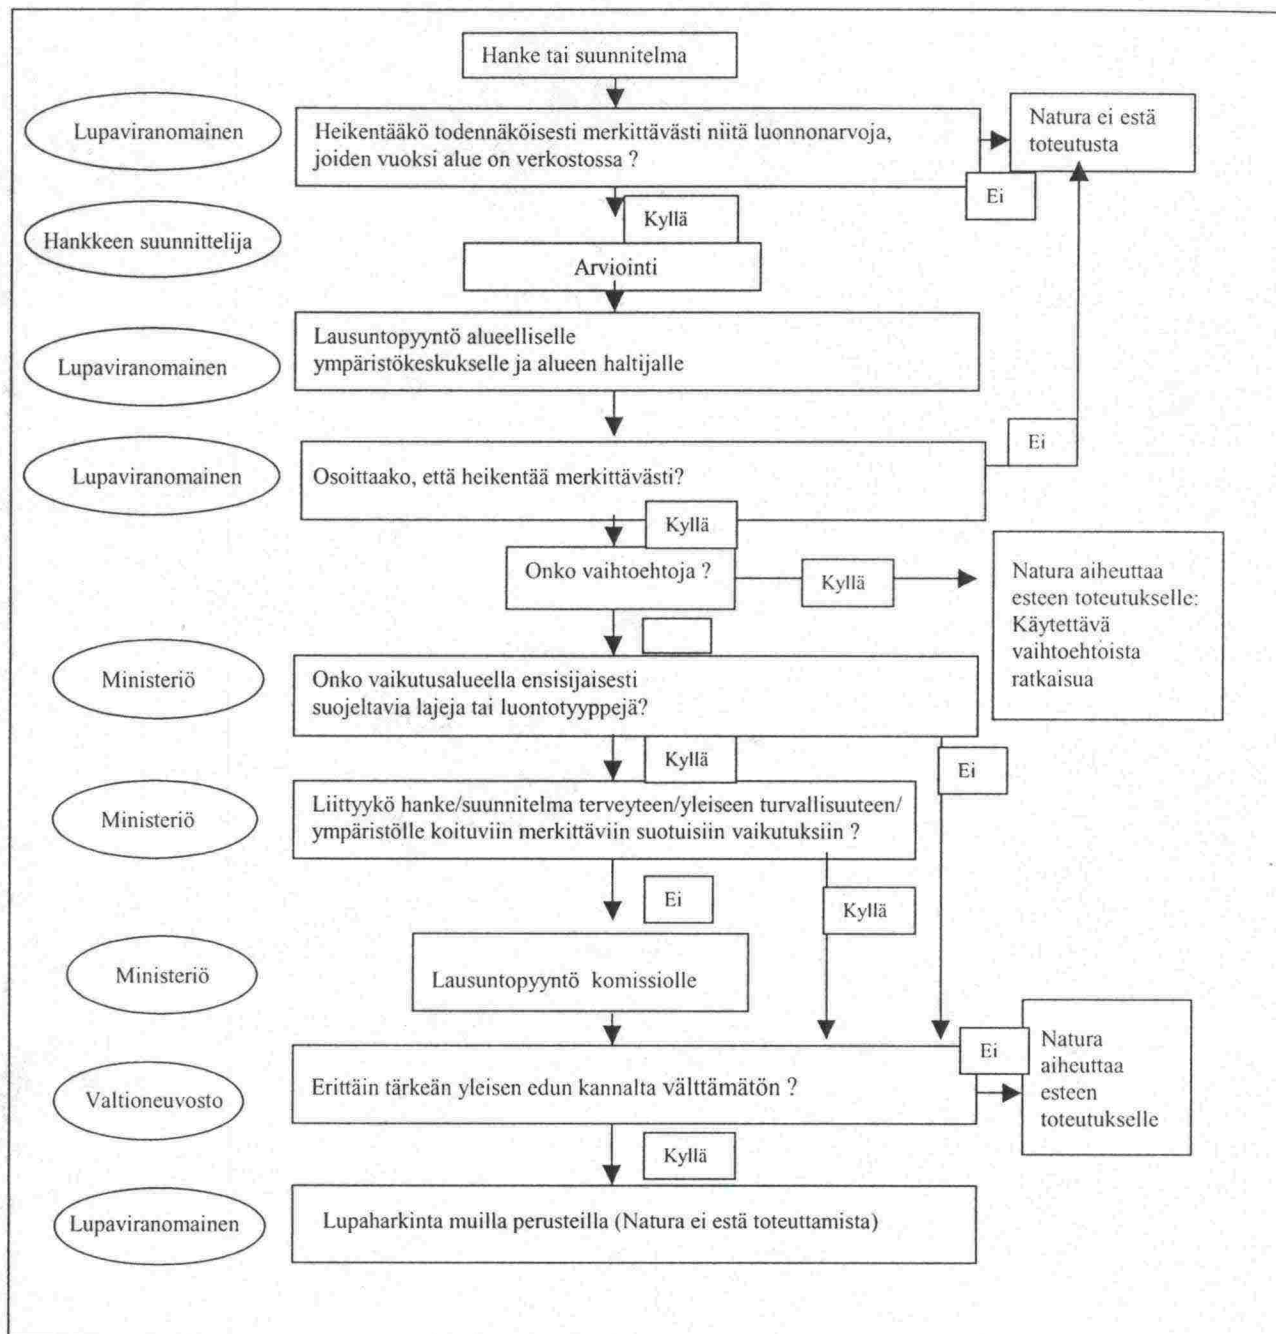 Hanke tai suunnitelma
Lupaviranomainen
Heikentääkö todennäköisesti merkittävästi niitä luonnonarvoja,
joiden vuoksi alue on verkostossa ?
Natura ei estä
toteutusta
Ei
Kyllä
Hankkeen suunnittelija
Arviointi
Lupaviranomainen
Lausuntopyyntö alueelliselle
ympäristökeskukselle ja alueen haltijalle
Ei
Lupaviranomainen
Osoittaako, että heikentää merkittävästi?
Kyllä
Onko vaihtoehtoja ?
Kyllä
Natura aiheuttaa
esteen toteutukselle:
Käytettävä
vaihtoehtoista
ratkaisua
Ministeriö
Onko vaikutusalueella ensisijaisesti
suojeltavia lajeja tai luontotyyppejä?
Kyllä
Ei
Ministeriö
Liittyykö hanke/suunnitelma terveyteen/yleiseen turvallisuuteen/
ympäristölle koituviin merkittäviin suotuisiin vaikutuksiin ?
Ei
Kyllä
Ministeriö
Lausuntopyyntö komissiolle
Ei
Natura
aiheuttaa
esteen
toteutukselle
Valtioneuvosto
Erittäin tärkeän yleisen edun kannalta välttämätön ?
Kyllä
Lupaviranomainen
Lupaharkinta muilla perusteilla (Natura ei estä toteuttamista)